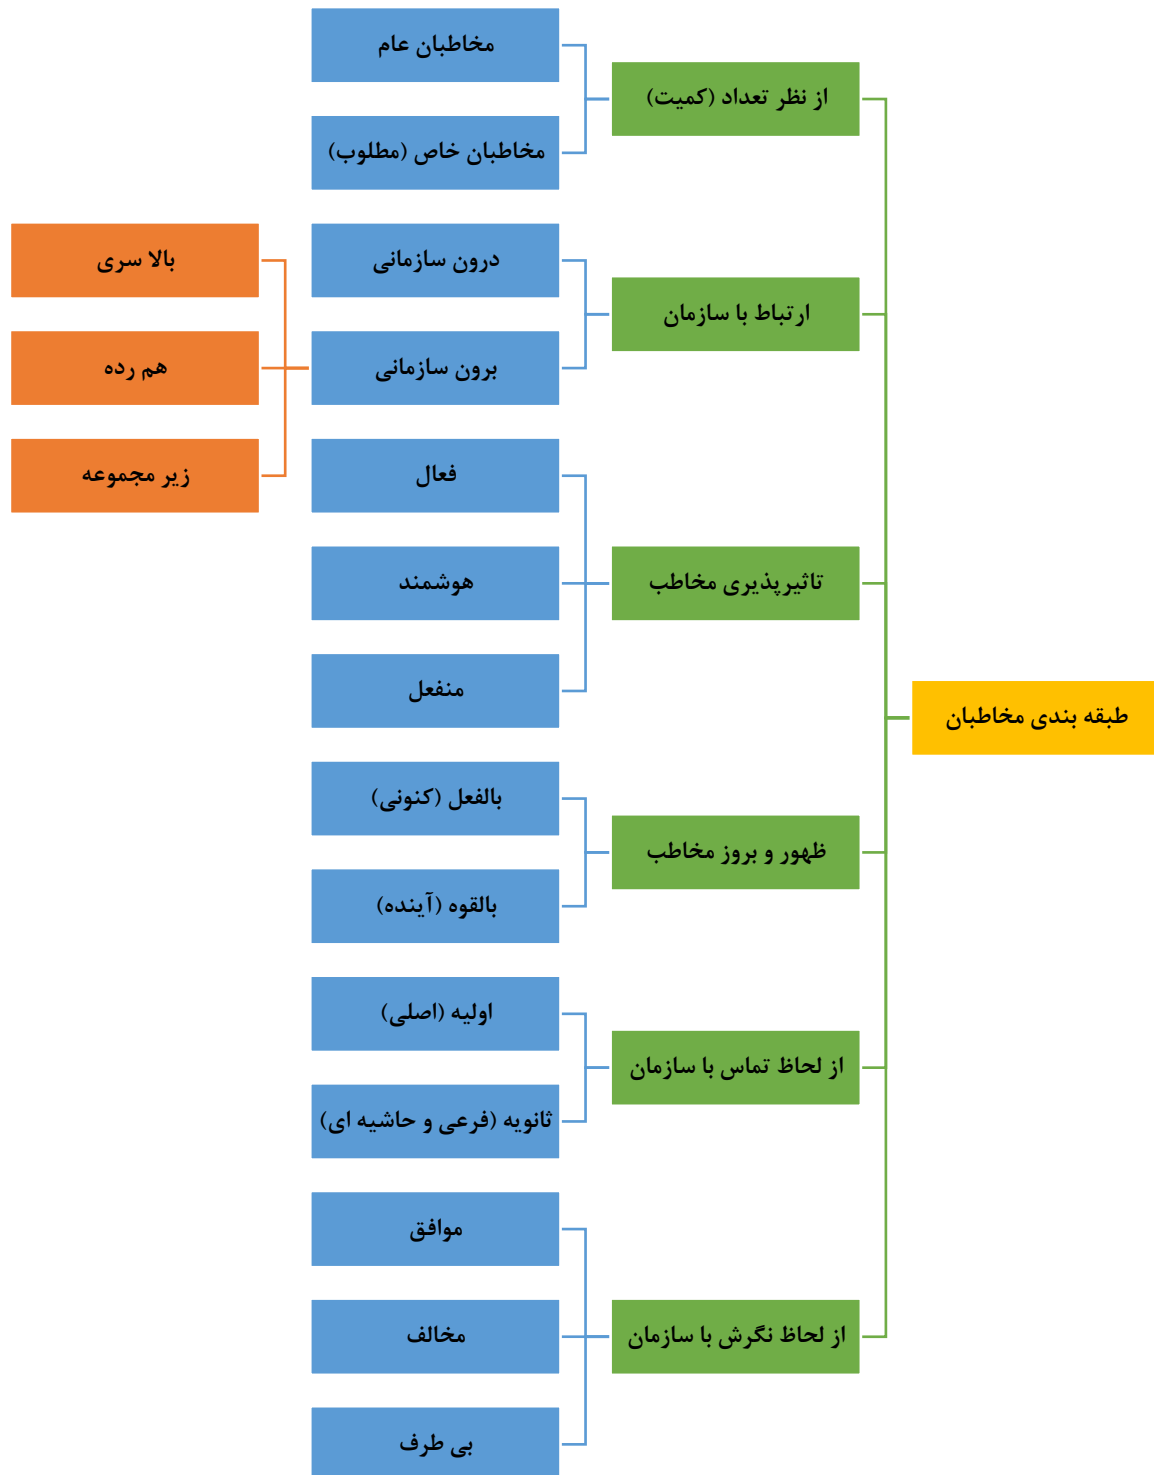 طبقه بندی مخاطبان
از نظر تعداد (کمیت)
مخاطبان عام
مخاطبان خاص (مطلوب)
ارتباط با سازمان
درون سازمانی
برون سازمانی
بالا سری
هم رده
زیر مجموعه
تاثیرپذیری مخاطب
فعال
هوشمند
منفعل
ظهور و بروز مخاطب
بالفعل (کنونی)
بالقوه (آینده)
از لحاظ تماس با سازمان
اولیه (اصلی)
ثانویه (فرعی و حاشیه ای)
از لحاظ نگرش با سازمان
موافق
مخالف
بی طرف